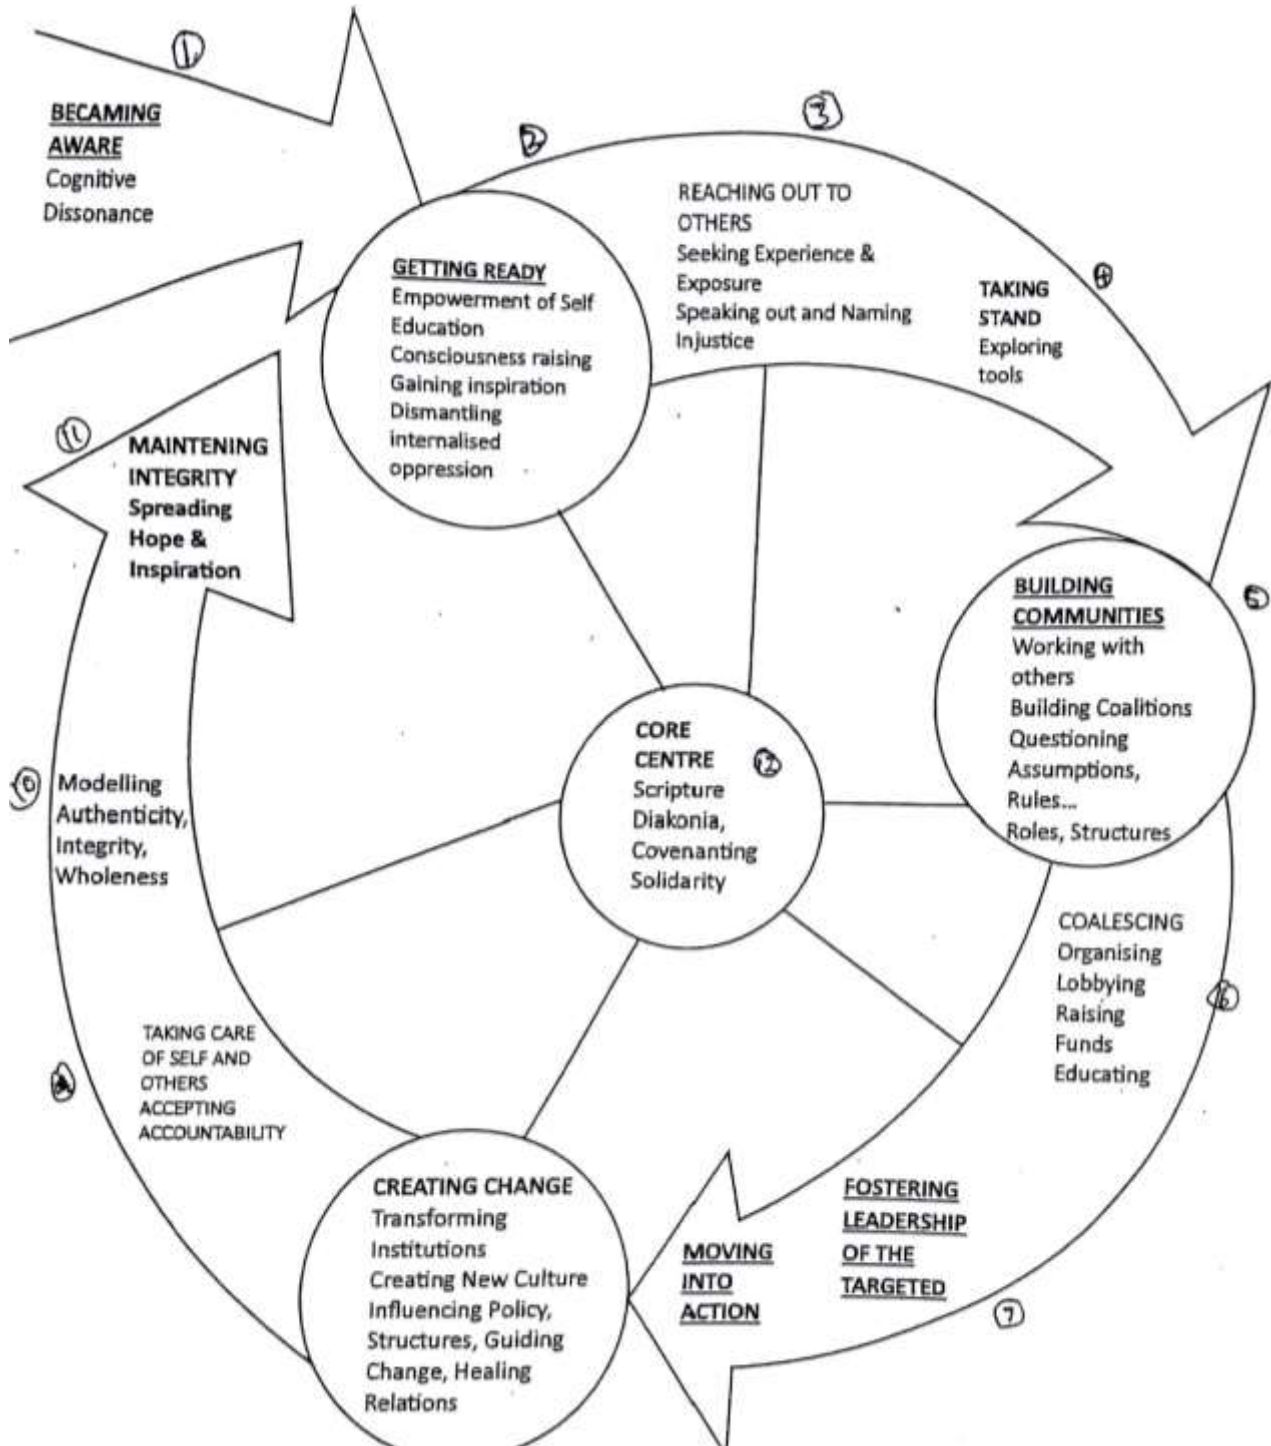 1
BECAMING
AWARE
Cognitive
Dissonance
2
GETTING READY
Empowerment of Self
Education
Consciousness raising
Gaining inspiration
Dismantling
internalised
oppression
3
REACHING OUT TO
OTHERS
Seeking Experience &
Exposure
Speaking out and Naming
Injustice
4
TAKING
STAND
Exploring
tools
5
BUILDING
COMMUNITIES
Working with
others
Building Coalitions
Questioning
Assumptions,
Rules...
Roles, Structures
6
COALESCING
Organising
Lobbying
Raising
Funds
Educating
7
FOSTERING
LEADERSHIP
OF THE
TARGETED
MOVING
INTO
ACTION
CREATING CHANGE
Transforming
Institutions
Creating New Culture
Influencing Policy,
Structures, Guiding
Change, Healing
Relations
TAKING CARE
OF SELF AND
OTHERS
ACCEPTING
ACCOUNTABILITY
10
Modelling
Authenticity,
Integrity,
Wholeness
11
MAINTENING
INTEGRITY
Spreading
Hope &
Inspiration
CORE
CENTRE
12
Scripture
Diakonia,
Covenanting
Solidarity